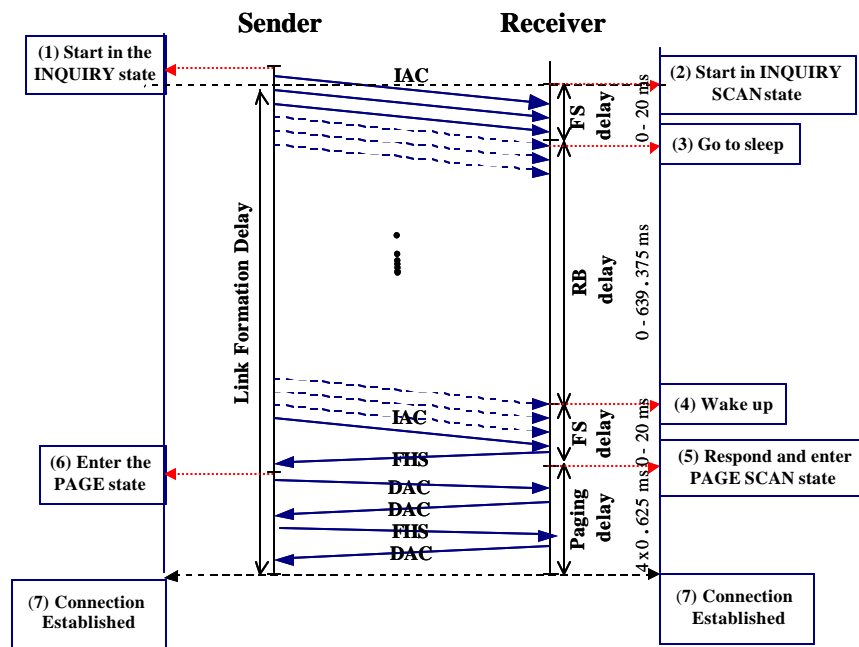 Sender
Receiver
(1) Start in the
INQUIRY state
IAC
(2) Start in INQUIRY
SCAN state
FS
delay
0 - 20 ms
(3) Go to sleep
Link Formation Delay
RB
delay
0 - 639.375 ms
(4) Wake up
IAC
FS
delay
0 - 20 ms
(6) Enter the
PAGE state
FHS
(5) Respond and enter
PAGE SCAN state
DAC
DAC
FHS
DAC
Paging
delay
4 x 0.625 ms
(7) Connection
Established
(7) Connection
Established